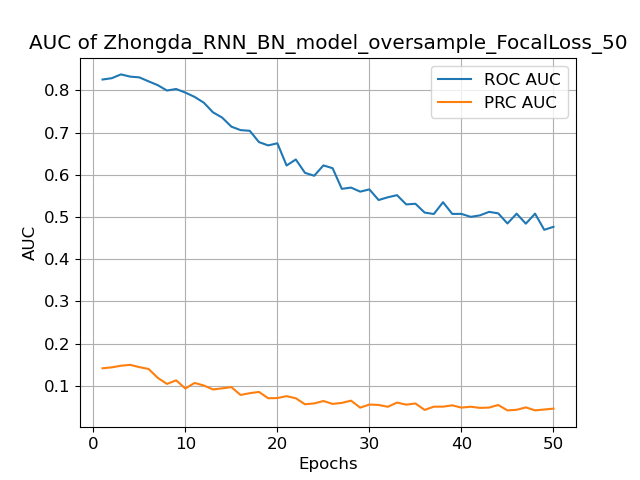 AUC of Zhongda_RNN_BN_model_oversample_FocalLoss_50
ROC AUC
PRC AUC
AUC
0.8
0.7
0.6
0.5
0.4
0.3
0.2
0.1
0 10 20 30 40 50
Epochs